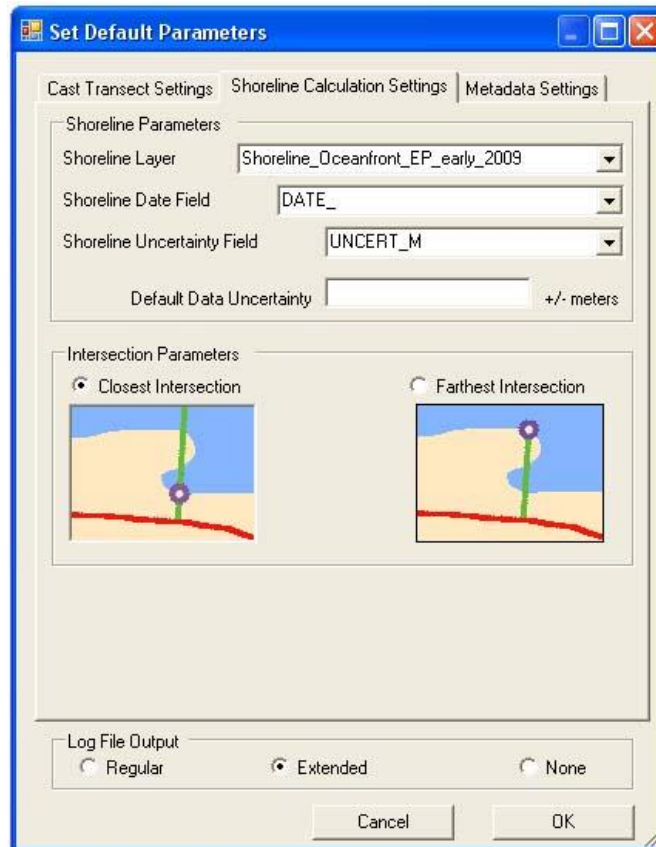 Set Default Parameters
Cast Transect Settings
Shoreline Calculation Settings
Metadata Settings
Shoreline Parameters
Shoreline Layer
Shoreline_Oceanfront_EP_early_2009
Shoreline Date Field
DATE_
Shoreline Uncertainty Field
UNCERT_M
Default Data Uncertainty
+/- meters
Intersection Parameters
Closest Intersection
Farthest Intersection
Log File Output
Regular
Extended
None
Cancel
OK